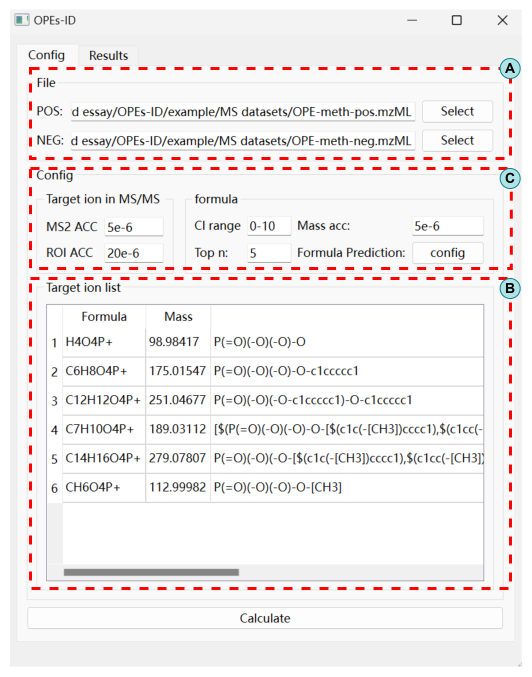 OPEs-ID
Config Results
A
File
POS: d essay/OPEs-ID/example/MS datasets/OPE-meth-pos.mzML Select
NEG: d essay/OPEs-ID/example/MS datasets/OPE-meth-neg.mzML Select
Config
C
Target ion in MS/MS formula
MS2 ACC 5e-6 Cl range 0-10 Mass acc: 5e-6
ROI ACC 20e-6 Top n: 5 Formula Prediction: config
Target ion list
B
Formula Mass
1 H4O4P+ 98.98417 P(=O)(-O)(-O)-O
2 C6H8O4P+ 175.01547 P(=O)(-O)(-O)-O-c1ccccc1
3 C12H12O4P+ 251.04677 P(=O)(-O)(-O-c1ccccc1)-O-c1ccccc1
4 C7H10O4P+ 189.03112 [$(P(=O)(-O)(-O)-O-[$(c1c(-[CH3])cccc1),$(c1cc(-
5 C14H16O4P+ 279.07807 P(=O)(-O)(-O-[$(c1c(-[CH3])cccc1),$(c1cc(-[CH3])
6 CH6O4P+ 112.99982 P(=O)(-O)(-O)-O-[CH3]
Calculate